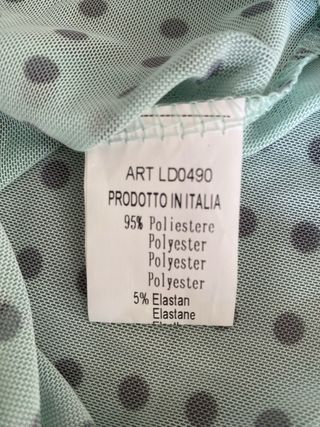 ART LD0490
PRODOTTO IN ITALIA
95% Poliestere
Polyester
Polyester
Polyester
5% Elastan
Elastane